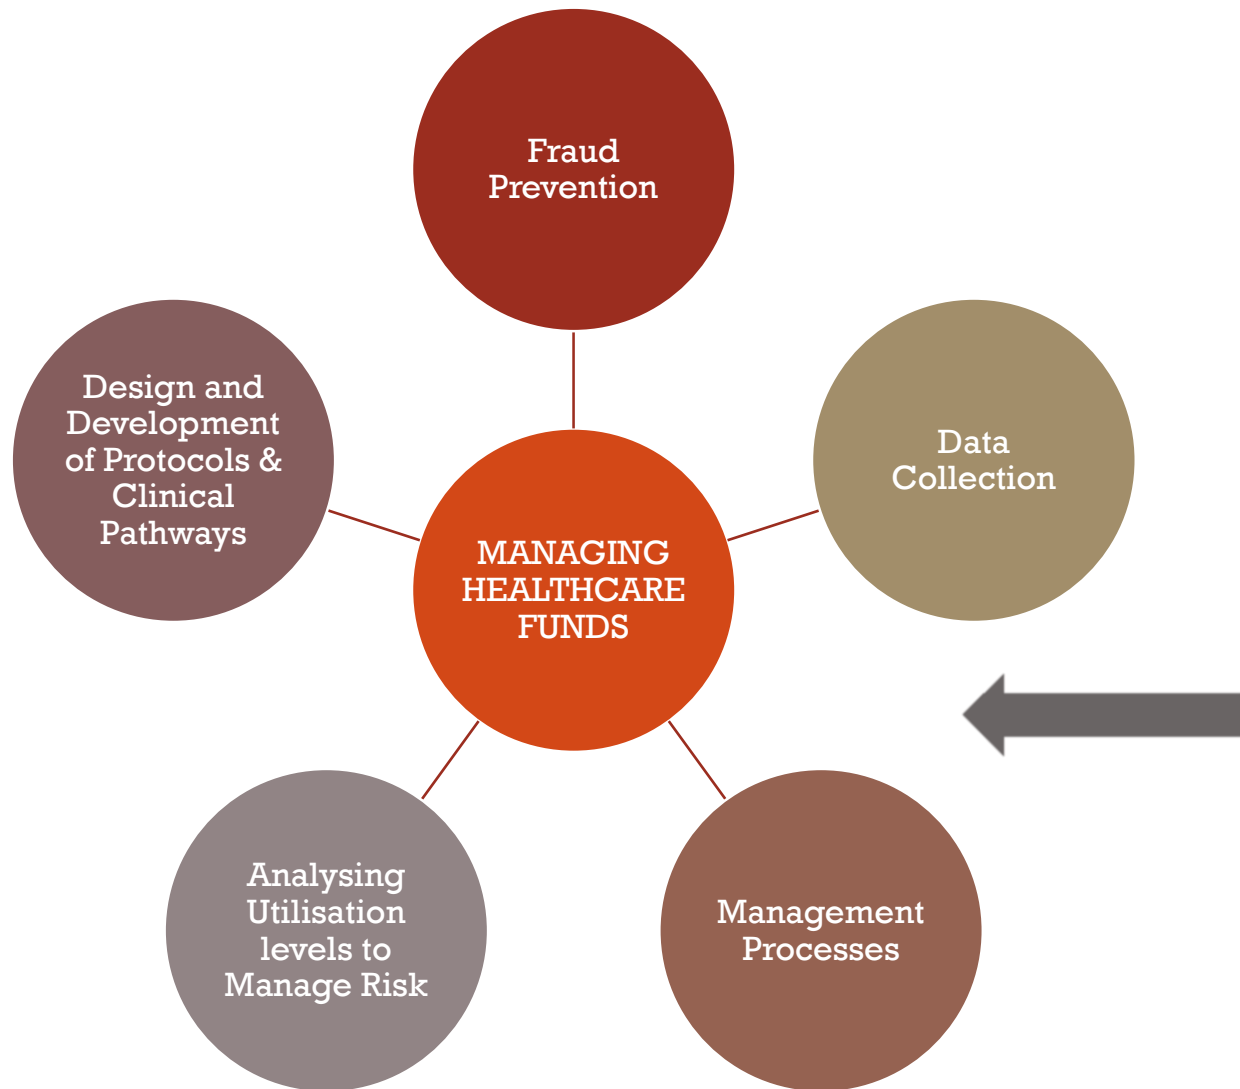 Fraud
Prevention
Design and
Development
of Protocols &
Clinical
Pathways
Data
Collection
MANAGING
HEALTHCARE
FUNDS
Analysing
Utilisation
levels to
Manage Risk
Management
Processes